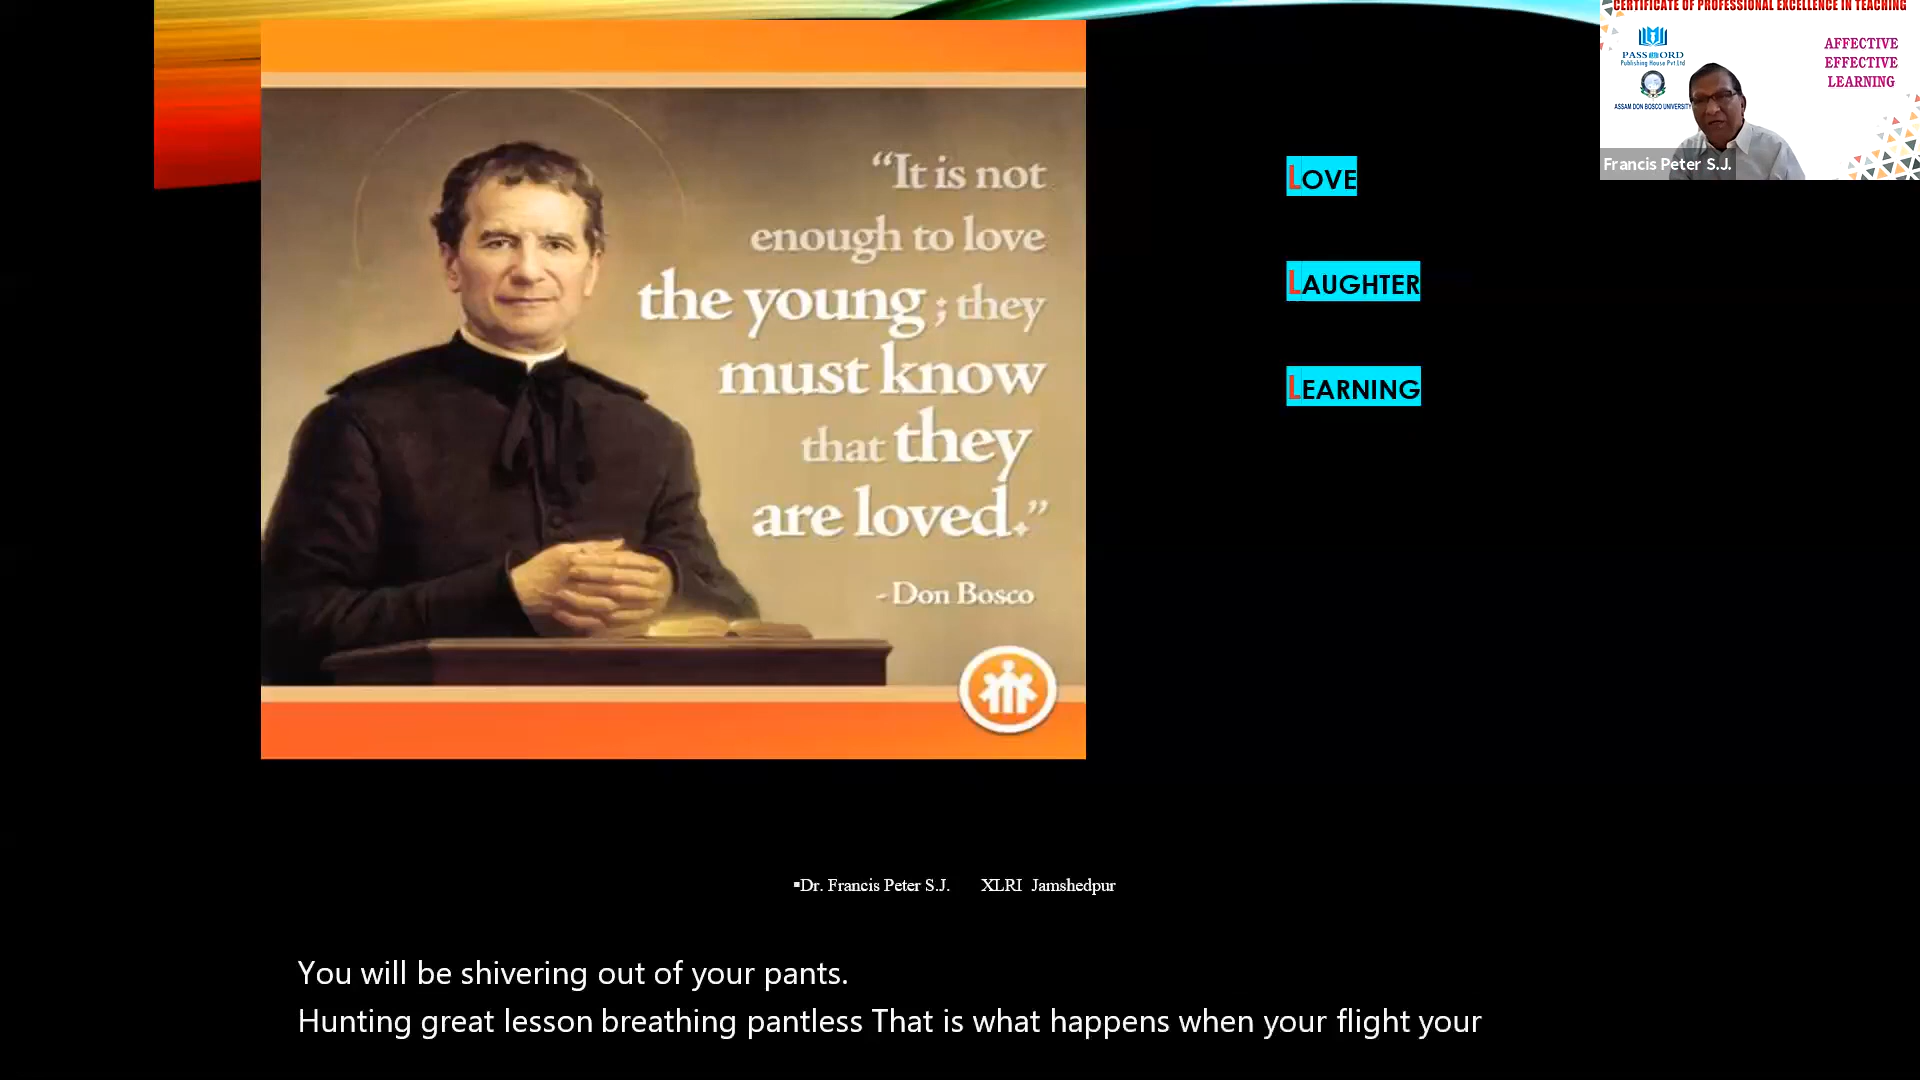 “It is not
enough to love
the young ; they
must know
that they
are loved.”
- Don Bosco
LOVE
LAUGHTER
LEARNING
CERTIFICATE OF PROFESSIONAL EXCELLENCE IN TEACHING
PASSWORD
Publishing House Pvt Ltd
ASSAM DON BOSCO UNIVERSITY
AFFECTIVE
EFFECTIVE
LEARNING
Francis Peter S.J.
▪Dr. Francis Peter S.J. XLRI Jamshedpur
You will be shivering out of your pants.
Hunting great lesson breathing pantless That is what happens when your flight your